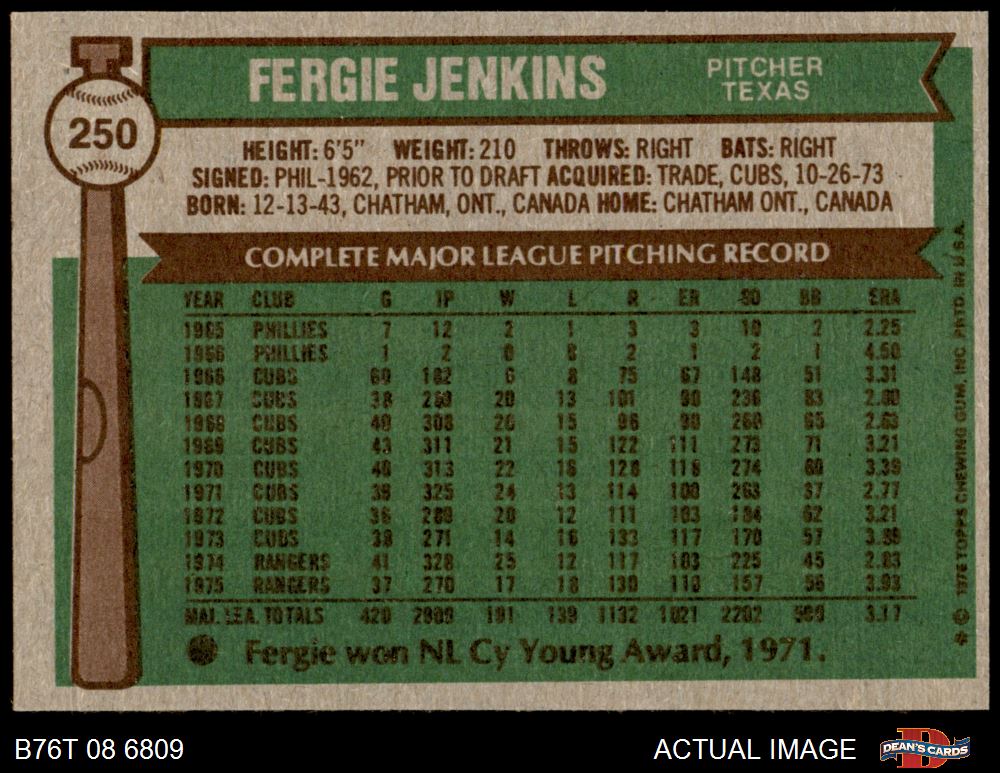 FERGIE JENKINS
PITCHER
TEXAS
250
HEIGHT: 6'5" WEIGHT: 210 THROWS: RIGHT BATS: RIGHT
SIGNED: PHIL-1962, PRIOR TO DRAFT ACQUIRED: TRADE, CUBS, 10-26-73
BORN: 12-13-43, CHATHAM, ONT., CANADA HOME: CHATHAM ONT., CANADA
COMPLETE MAJOR LEAGUE PITCHING RECORD
YEAR CLUB G IP W L R ER SO BB ERA
1965 PHILLIES 7 12 2 1 3 3 10 2 2.25
1966 PHILLIES 1 2 0 0 2 1 2 1 4.50
1966 CUBS 60 182 6 8 75 67 148 51 3.31
1967 CUBS 38 289 20 13 101 90 236 83 2.80
1968 CUBS 40 308 20 15 96 90 260 65 2.63
1969 CUBS 43 311 21 15 122 111 273 71 3.21
1970 CUBS 40 313 22 16 128 118 274 60 3.39
1971 CUBS 39 325 24 13 114 100 263 37 2.77
1972 CUBS 36 289 20 12 111 103 184 62 3.21
1973 CUBS 38 271 14 16 133 117 170 57 3.89
1974 RANGERS 41 328 25 12 117 103 225 45 2.83
1975 RANGERS 37 270 17 18 130 118 157 56 3.93
MAJ. LEA. TOTALS 420 191 139 1132 1021 2202 3.17
Fergie won NL Cy Young Award, 1971.
* © 1976 TOPPS CHEWING GUM, INC. PRTD. IN U.S.A.
B76T 08 6809
ACTUAL IMAGE
DEAN'S CARDS